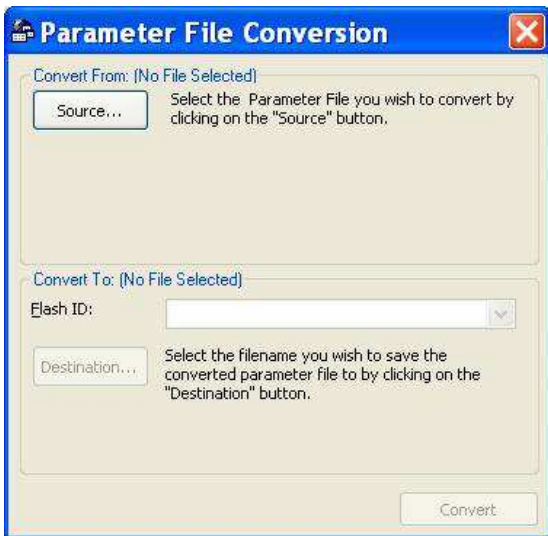 Parameter File Conversion
Convert From: (No File Selected)
Source...
Select the Parameter File you wish to convert by
clicking on the "Source" button.
Convert To: (No File Selected)
Flash ID:
Destination...
Select the filename you wish to save the
converted parameter file to by clicking on the
"Destination" button.
Convert